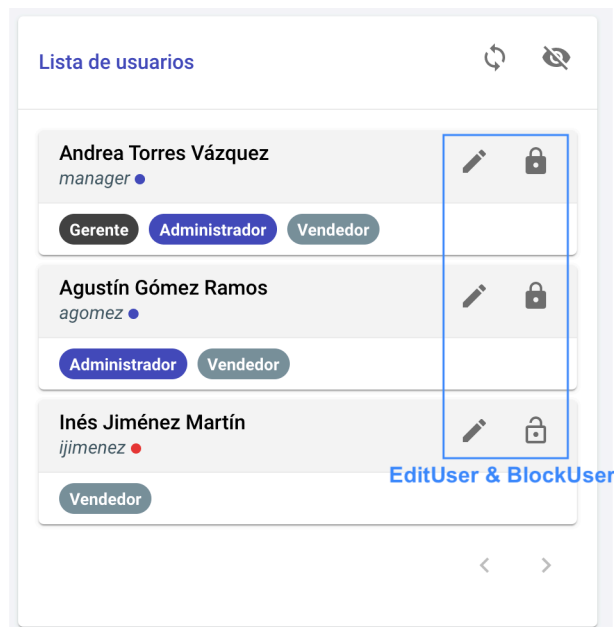 Lista de usuarios
Andrea Torres Vázquez
manager
Gerente Administrador Vendedor
Agustín Gómez Ramos
agomez
Administrador Vendedor
Inés Jiménez Martín
ijimenez
EditUser & BlockUser
Vendedor